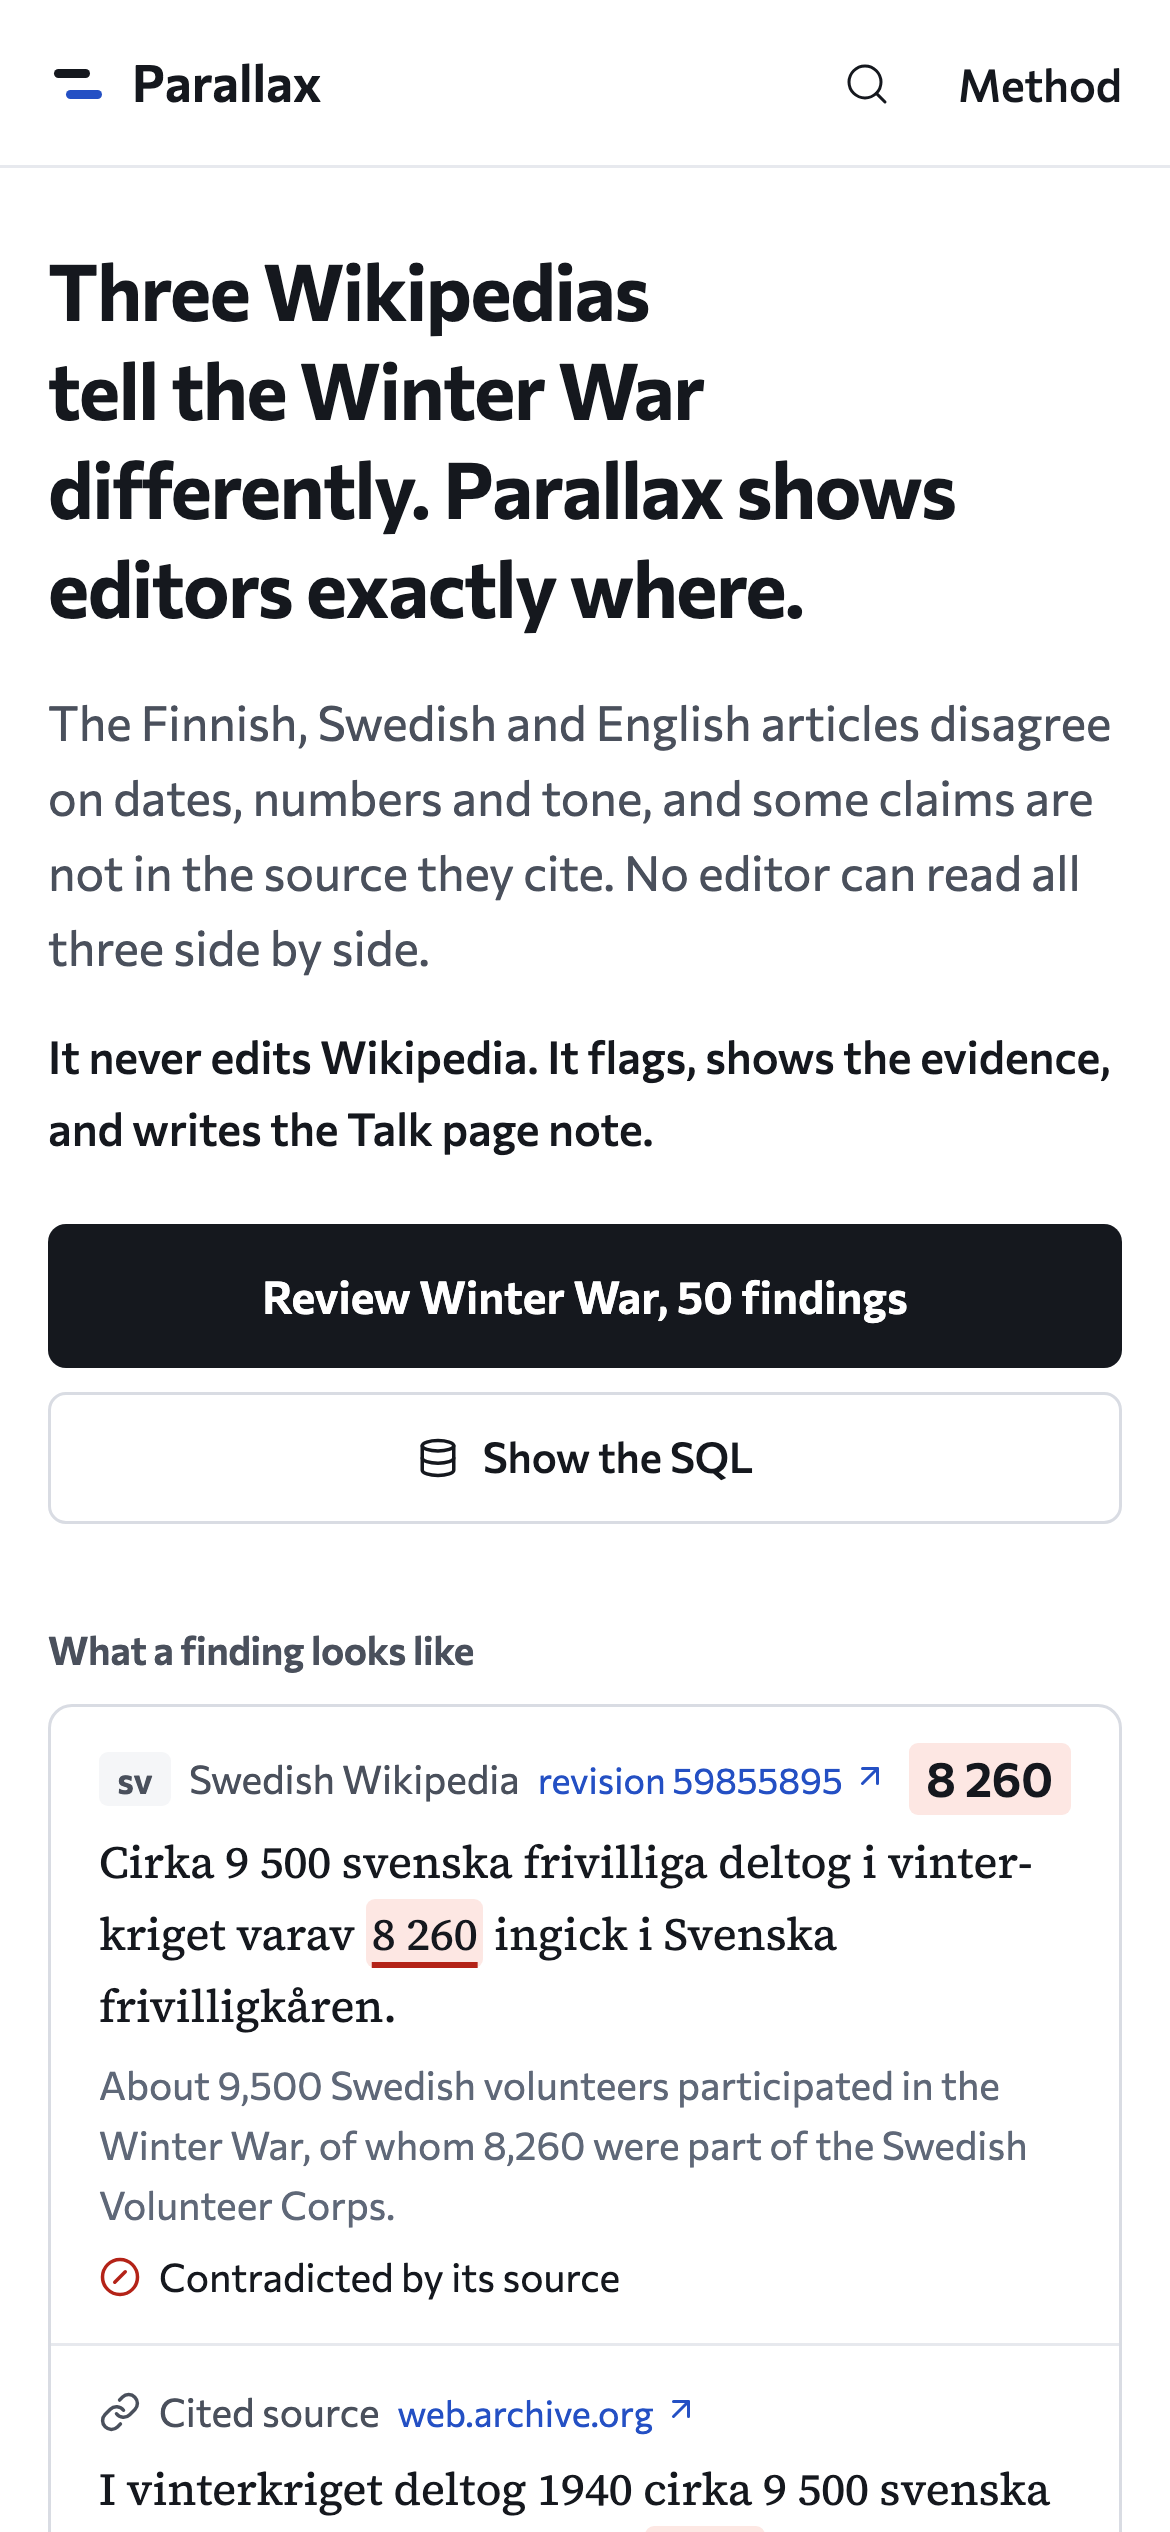 Parallax
Method
Three Wikipedias
tell the Winter War
differently. Parallax shows
editors exactly where.
The Finnish, Swedish and English articles disagree
on dates, numbers and tone, and some claims are
not in the source they cite. No editor can read all
three side by side.
It never edits Wikipedia. It flags, shows the evidence,
and writes the Talk page note.
Review Winter War, 50 findings
Show the SQL
What a finding looks like
sv Swedish Wikipedia revision 59855895 ↗ 8 260
Cirka 9 500 svenska frivilliga deltog i vinter-
kriget varav 8 260 ingick i Svenska
frivilligkåren.
About 9,500 Swedish volunteers participated in the
Winter War, of whom 8,260 were part of the Swedish
Volunteer Corps.
Contradicted by its source
Cited source web.archive.org ↗
I vinterkriget deltog 1940 cirka 9 500 svenska